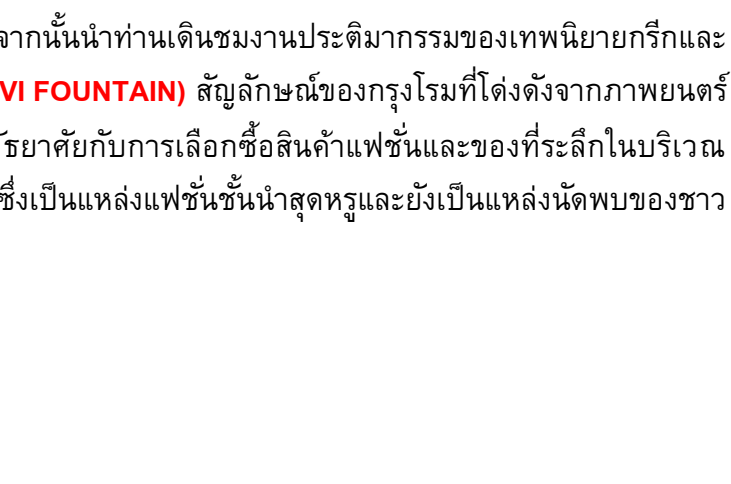 จากนั้นนำท่านเดินชมงานประติมากรรมของเทพนิยายกรีกและ
VI FOUNTAIN) สัญลักษณ์ของกรุงโรมที่โด่งดังจากภาพยนตร์
ัธยาศัยกับการเลือกซื้อสินค้าแฟชั่นและของที่ระลึกในบริเวณ
ซึ่งเป็นแหล่งแฟชั่นชั้นนำสุดหรูและยังเป็นแหล่งนัดพบของชาว